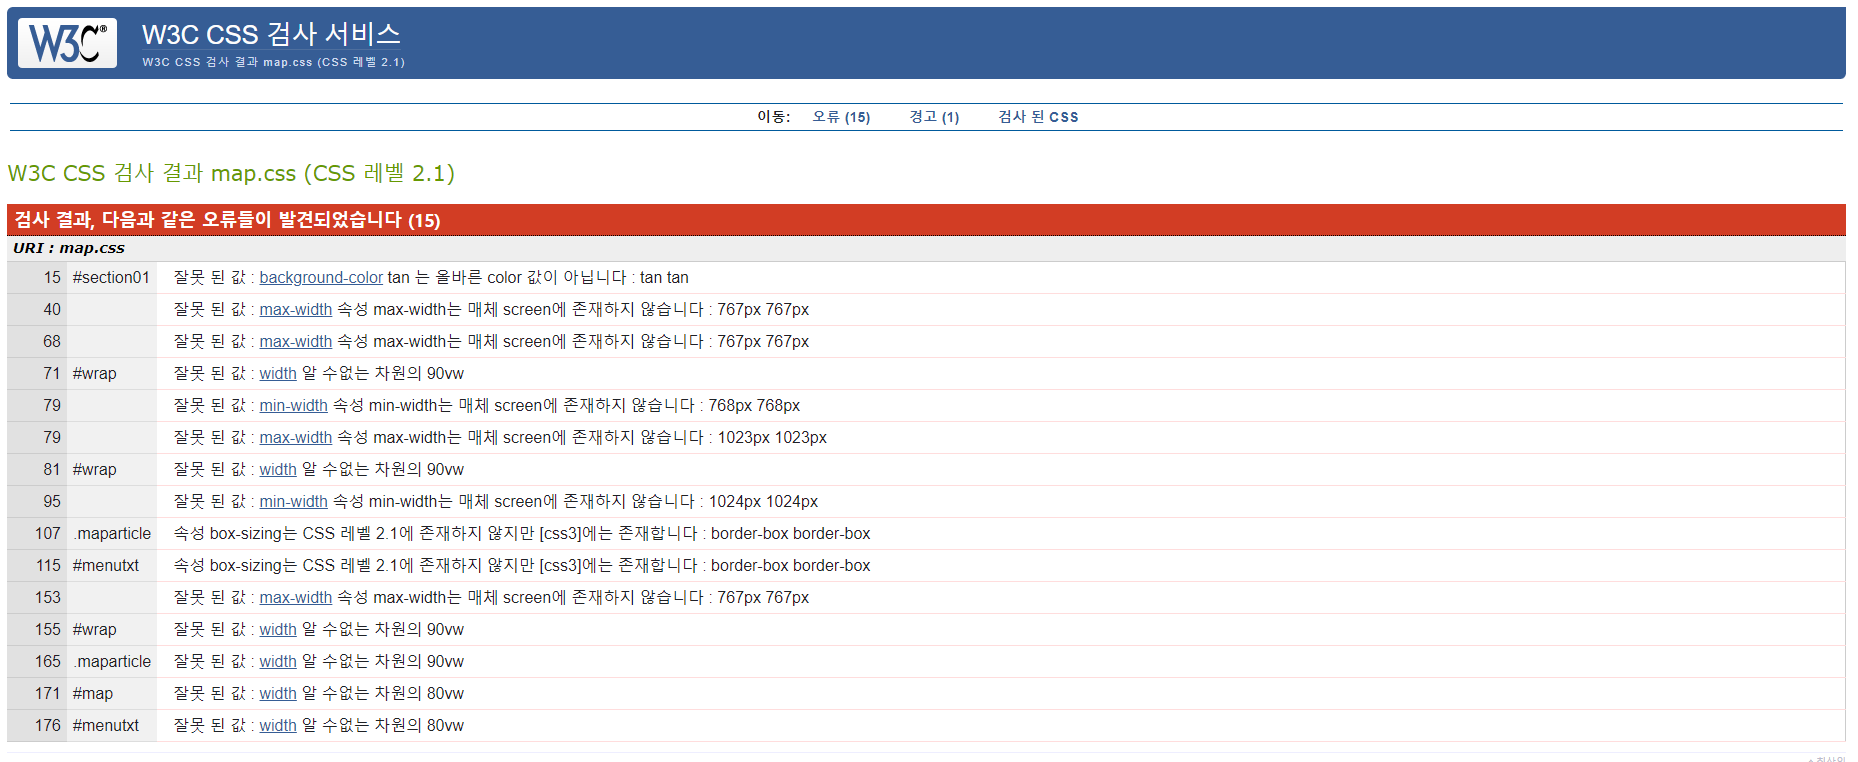 W3C® W3C CSS 검사 서비스
W3C CSS 검사 결과 map.css (CSS 레벨 2.1)
이동: 오류 (15) 경고 (1) 검사 된 CSS
W3C CSS 검사 결과 map.css (CSS 레벨 2.1)
검사 결과, 다음과 같은 오류들이 발견되었습니다 (15)
URI : map.css
15 #section01 잘못 된 값 : background-color tan 는 올바른 color 값이 아닙니다 : tan tan
40 잘못 된 값 : max-width 속성 max-width는 매체 screen에 존재하지 않습니다 : 767px 767px
68 잘못 된 값 : max-width 속성 max-width는 매체 screen에 존재하지 않습니다 : 767px 767px
71 #wrap 잘못 된 값 : width 알 수없는 차원의 90vw
79 잘못 된 값 : min-width 속성 min-width는 매체 screen에 존재하지 않습니다 : 768px 768px
79 잘못 된 값 : max-width 속성 max-width는 매체 screen에 존재하지 않습니다 : 1023px 1023px
81 #wrap 잘못 된 값 : width 알 수없는 차원의 90vw
95 잘못 된 값 : min-width 속성 min-width는 매체 screen에 존재하지 않습니다 : 1024px 1024px
107 .maparticle 속성 box-sizing는 CSS 레벨 2.1에 존재하지 않지만 [css3]에는 존재합니다 : border-box border-box
115 #menutxt 속성 box-sizing는 CSS 레벨 2.1에 존재하지 않지만 [css3]에는 존재합니다 : border-box border-box
153 잘못 된 값 : max-width 속성 max-width는 매체 screen에 존재하지 않습니다 : 767px 767px
155 #wrap 잘못 된 값 : width 알 수없는 차원의 90vw
165 .maparticle 잘못 된 값 : width 알 수없는 차원의 90vw
171 #map 잘못 된 값 : width 알 수없는 차원의 80vw
176 #menutxt 잘못 된 값 : width 알 수없는 차원의 80vw